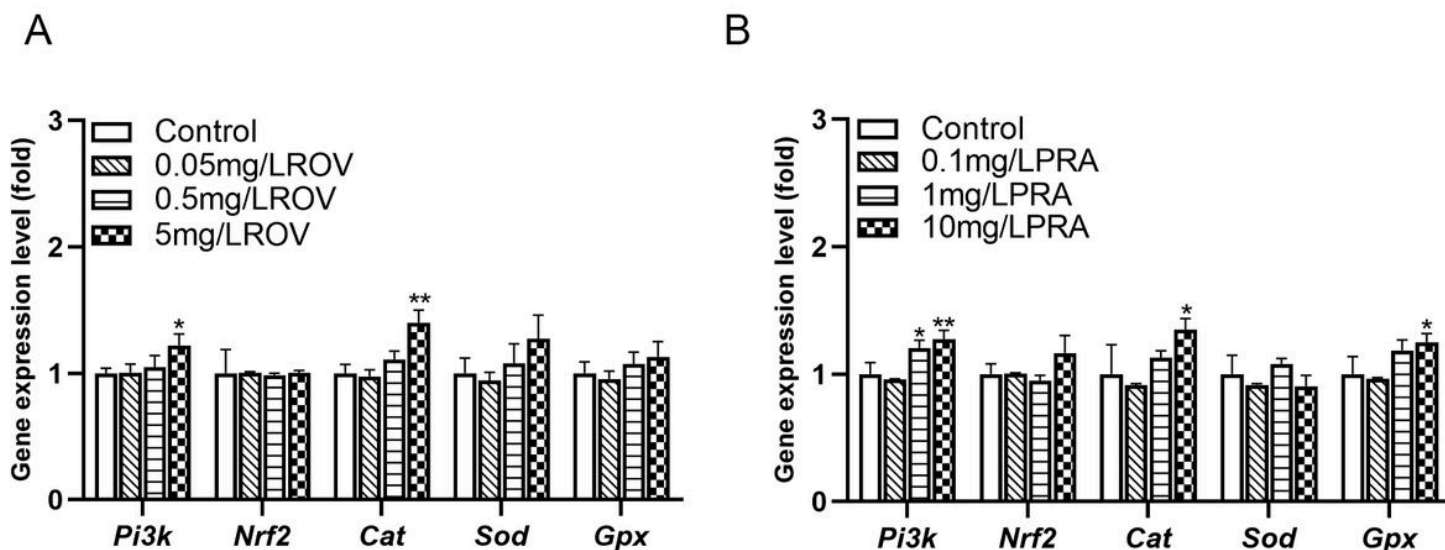 A
Gene expression level (fold)
3
2
1
0
Control
0.05mg/LROV
0.5mg/LROV
5mg/LROV
*
**
Pi3k Nrf2 Cat Sod Gpx
B
Gene expression level (fold)
3
2
1
0
Control
0.1mg/LPRA
1mg/LPRA
10mg/LPRA
* ** * *
Pi3k Nrf2 Cat Sod Gpx